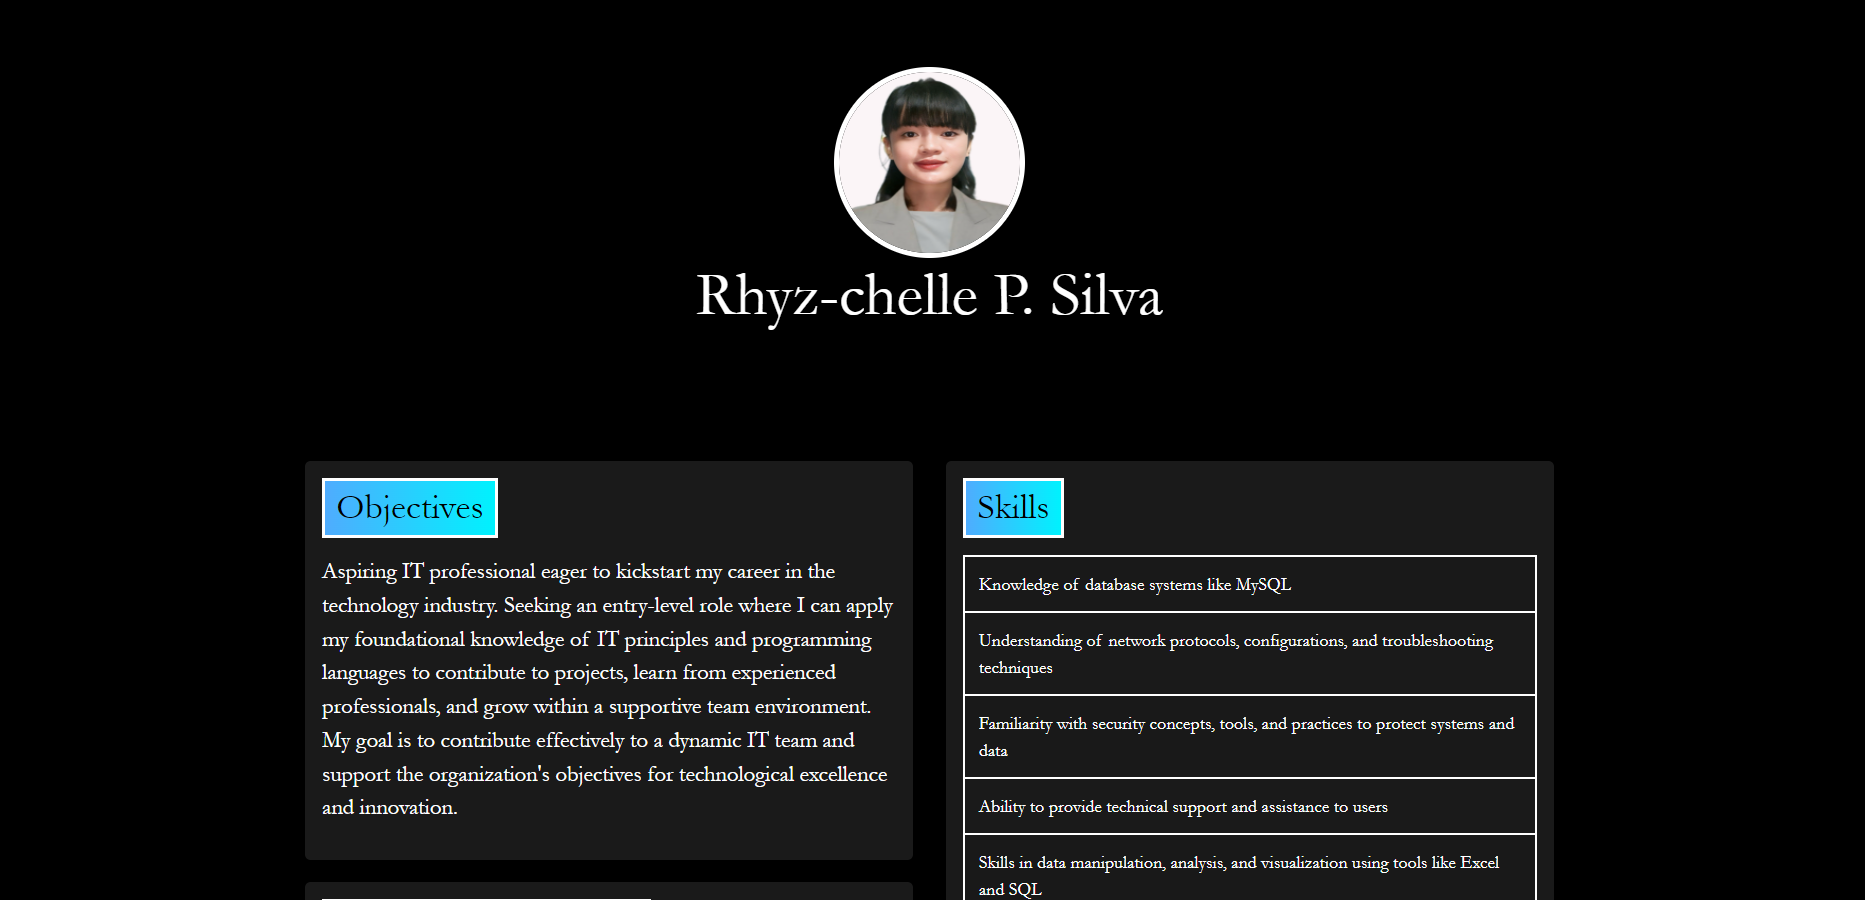 Rhyz-chelle P. Silva
Objectives
Aspiring IT professional eager to kickstart my career in the
technology industry. Seeking an entry-level role where I can apply
my foundational knowledge of IT principles and programming
languages to contribute to projects, learn from experienced
professionals, and grow within a supportive team environment.
My goal is to contribute effectively to a dynamic IT team and
support the organization's objectives for technological excellence
and innovation.
Skills
Knowledge of database systems like MySQL
Understanding of network protocols, configurations, and troubleshooting
techniques
Familiarity with security concepts, tools, and practices to protect systems and
data
Ability to provide technical support and assistance to users
Skills in data manipulation, analysis, and visualization using tools like Excel
and SQL